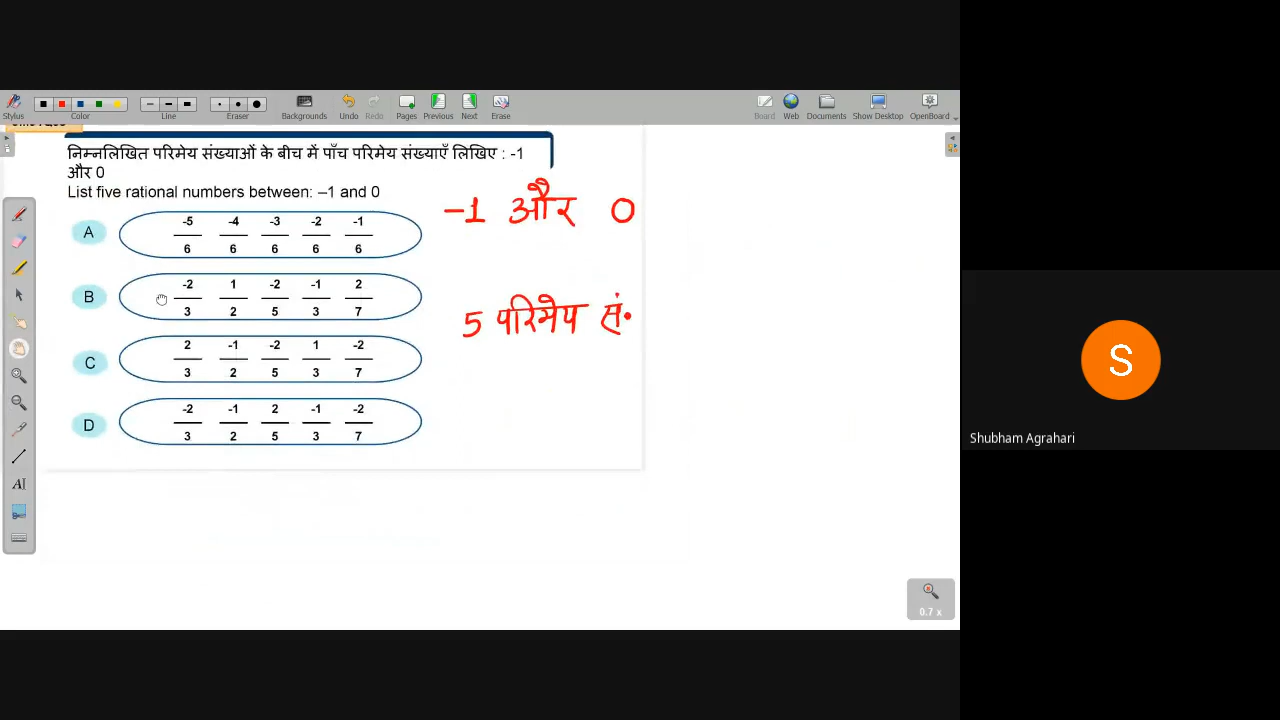 Stylus
Color
Line
Eraser
Backgrounds
Undo
Redo
Pages
Previous
Next
Erase
Board
Web
Documents
Show Desktop
OpenBoard
निम्नलिखित परिमेय संख्याओं के बीच में पाँच परिमेय संख्याएँ लिखिए : -1
और 0
List five rational numbers between: –1 and 0
–1 और 0
A -5/6 -4/6 -3/6 -2/6 -1/6
B -2/3 1/2 -2/5 -1/3 2/7
5 परिमेय सं.
C 2/3 -1/2 -2/5 1/3 -2/7
D -2/3 -1/2 2/5 -1/3 -2/7
AI
0.7 x
S
Shubham Agrahari